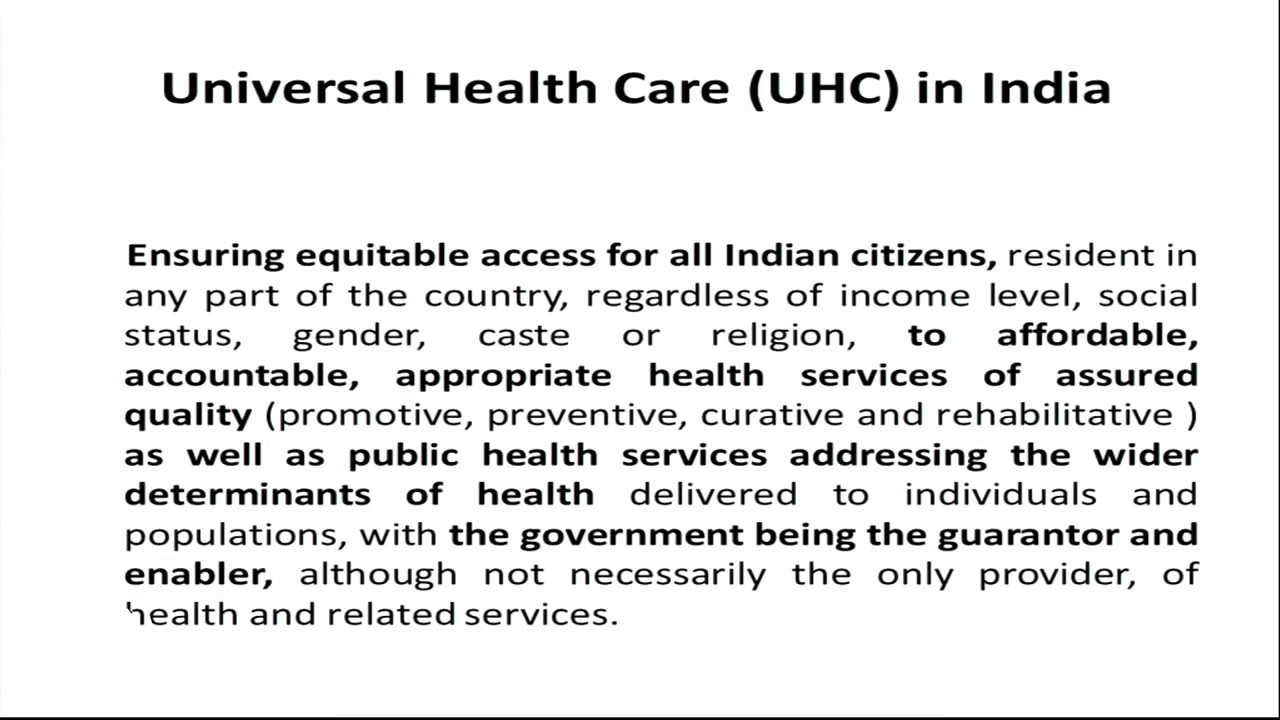 Universal Health Care (UHC) in India
Ensuring equitable access for all Indian citizens, resident in
any part of the country, regardless of income level, social
status, gender, caste or religion, to affordable,
accountable, appropriate health services of assured
quality (promotive, preventive, curative and rehabilitative )
as well as public health services addressing the wider
determinants of health delivered to individuals and
populations, with the government being the guarantor and
enabler, although not necessarily the only provider, of
health and related services.